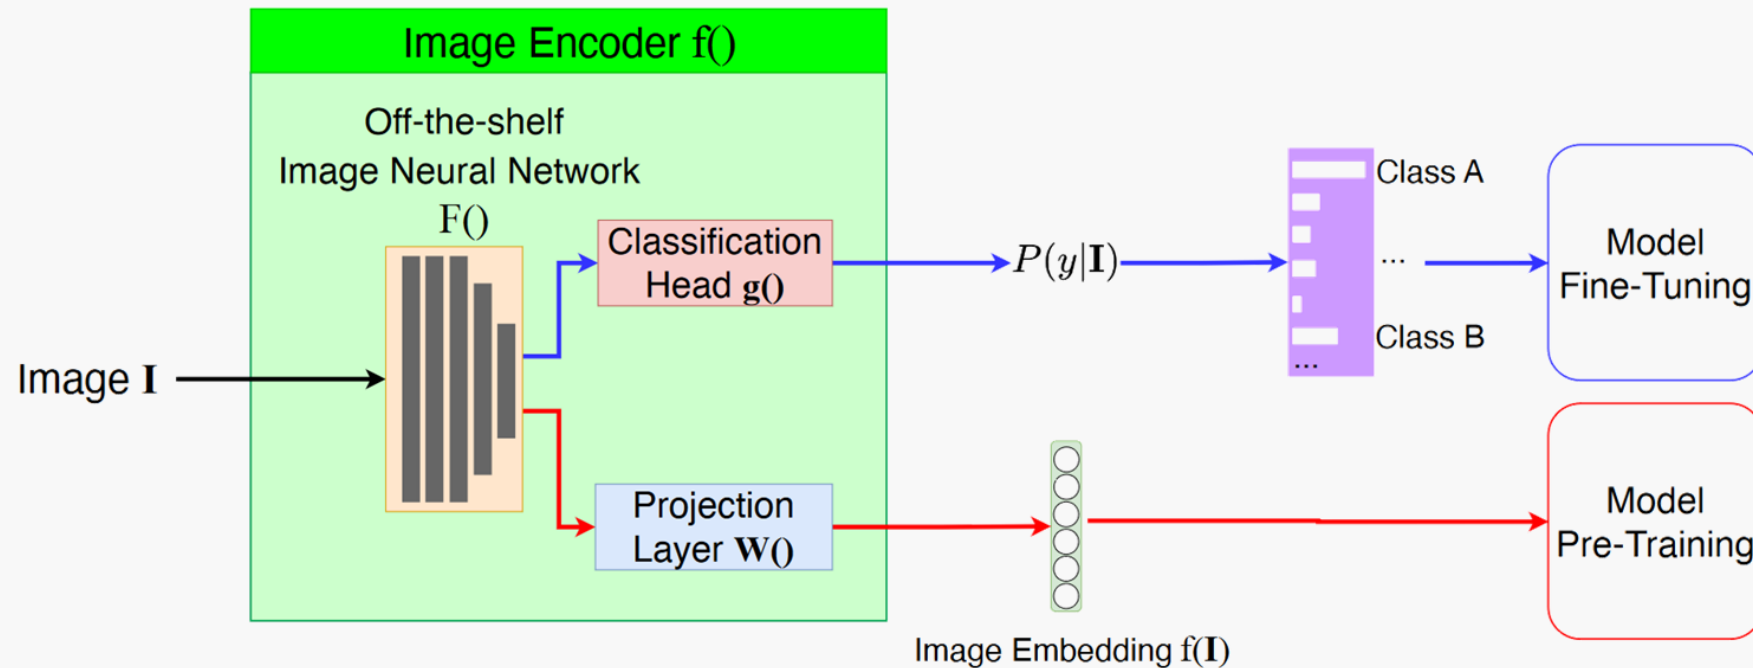 Image Encoder f()
Off-the-shelf
Image Neural Network
F()
Classification
Head g()
P(y|I)
Class A
...
Class B
...
Model
Fine-Tuning
Image I
Projection
Layer W()
Image Embedding f(I)
Model
Pre-Training